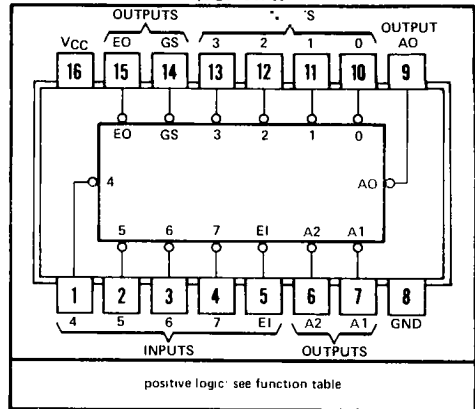 OUTPUTS OUTPUT
VCC EO GS 3 2 1 0 AO
16 15 14 13 12 11 10 9
EO GS 3 2 1 0
4 AO
5 6 7 EI A2 A1
1 2 3 4 5 6 7 8
4 5 6 7 EI A2 A1 GND
INPUTS OUTPUTS
positive logic: see function table